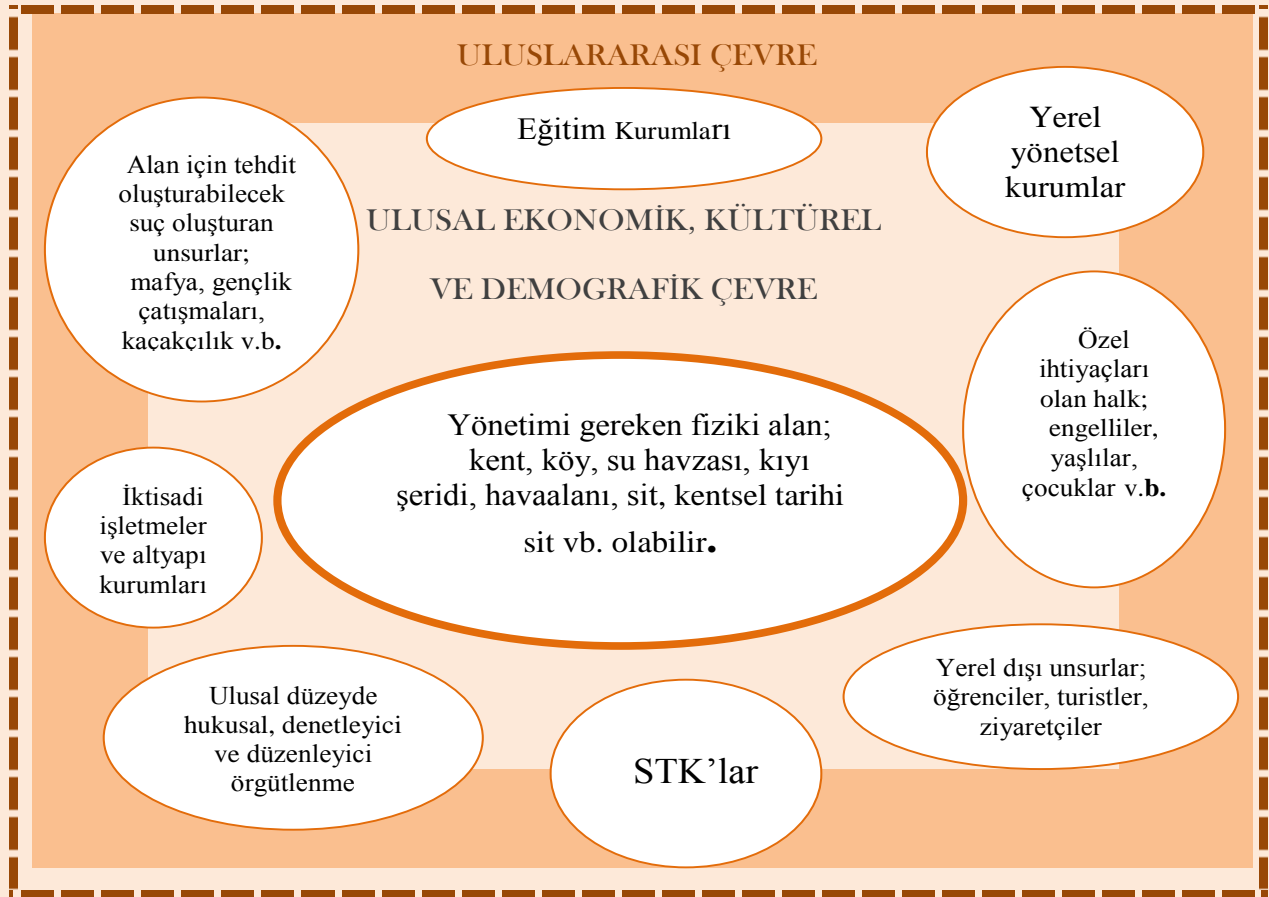 ULUSLARARASI ÇEVRE
Eğitim Kurumları
Yerel
yönetsel
kurumlar
Alan için tehdit
oluşturabilecek
suç oluşturan
unsurlar;
mafya, gençlik
çatışmaları,
kaçakçılık v.b.
ULUSAL EKONOMİK, KÜLTÜREL
VE DEMOGRAFİK ÇEVRE
Özel
ihtiyaçları
olan halk;
engelliler,
yaşlılar,
çocuklar v.b.
Yönetimi gereken fiziki alan;
kent, köy, su havzası, kıyı
şeridi, havaalanı, sit, kentsel tarihi
sit vb. olabilir.
İktisadi
işletmeler
ve altyapı
kurumları
Ulusal düzeyde
hukusal, denetleyici
ve düzenleyici
örgütlenme
STK’lar
Yerel dışı unsurlar;
öğrenciler, turistler,
ziyaretçiler